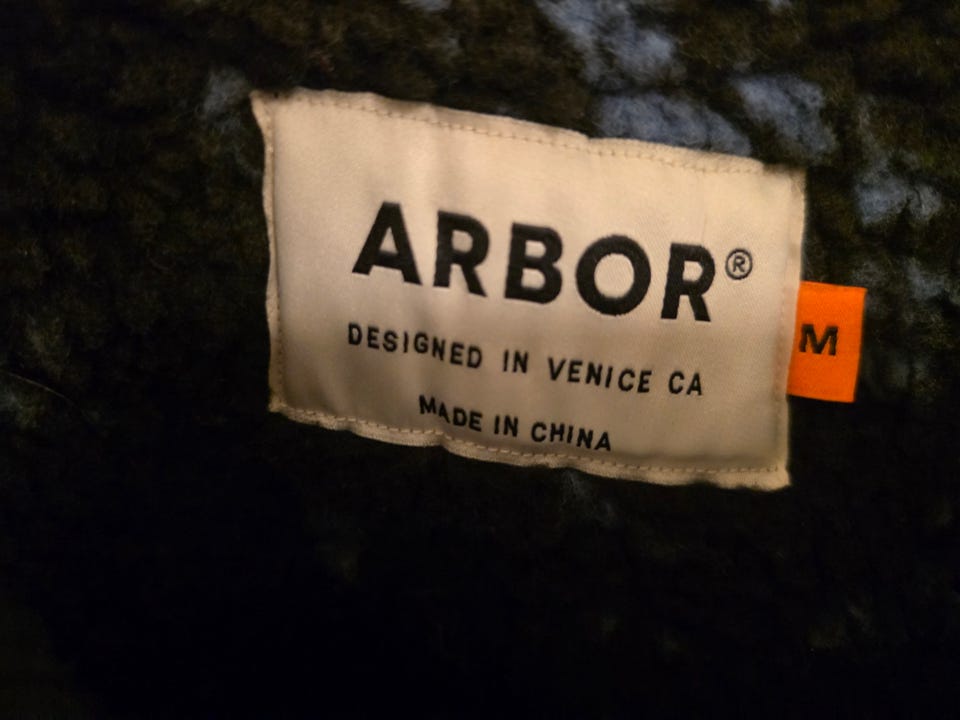 ARBOR®
DESIGNED IN VENICE CA
MADE IN CHINA
M